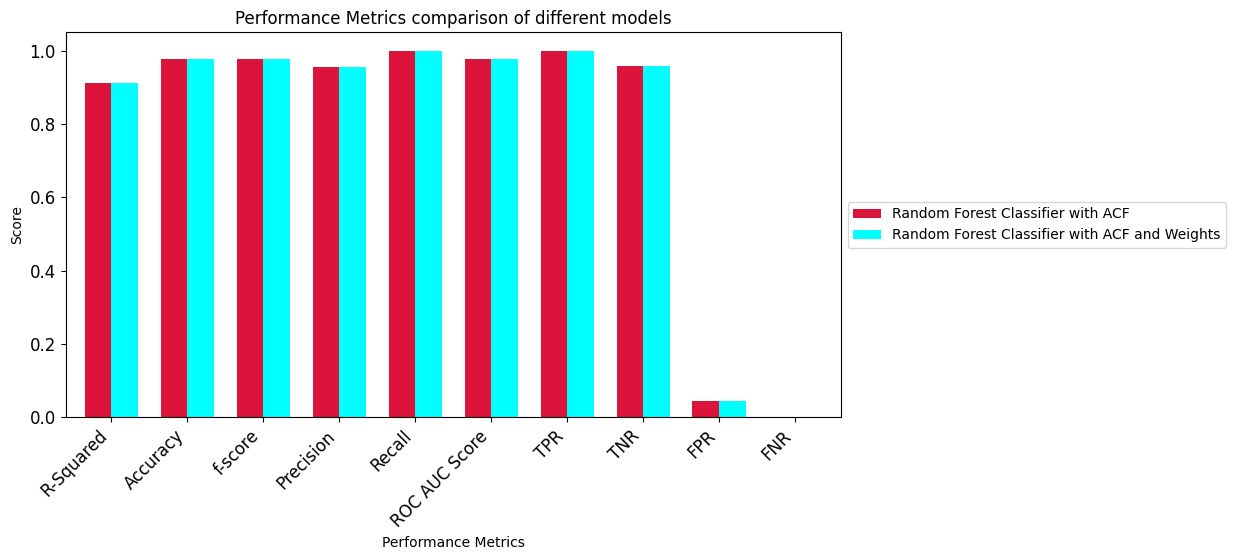 Performance Metrics comparison of different models
Score
1.0
0.8
0.6
0.4
0.2
0.0
R-Squared
Accuracy
f-score
Precision
Recall
ROC AUC Score
TPR
TNR
FPR
FNR
Performance Metrics
Random Forest Classifier with ACF
Random Forest Classifier with ACF and Weights